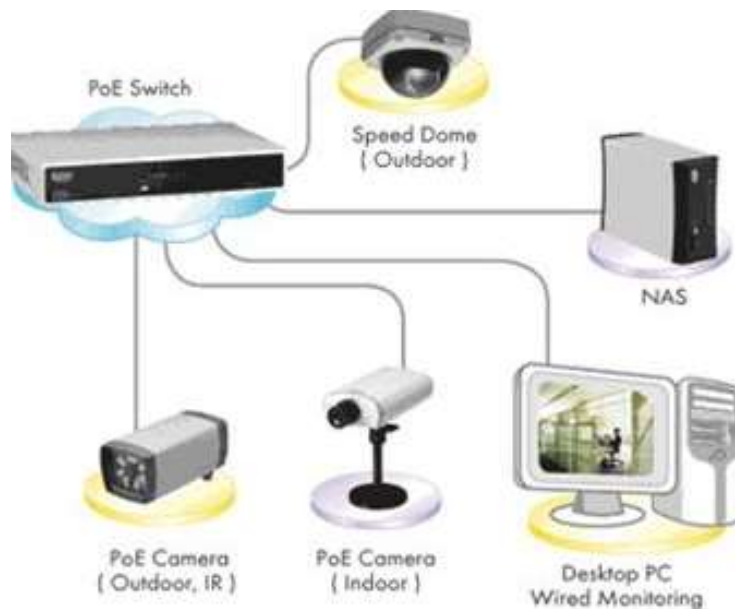 PoE Switch
Speed Dome
( Outdoor )
NAS
PoE Camera
( Outdoor, IR )
PoE Camera
( Indoor )
Desktop PC
Wired Monitoring